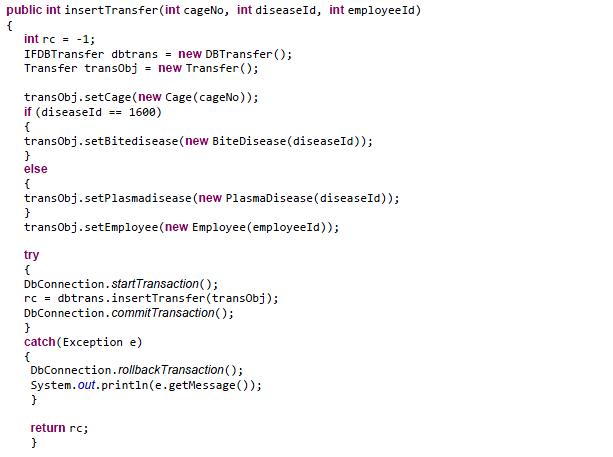 public int insertTransfer(int cageNo, int diseaseId, int employeeId)
{
int rc = -1;
IFDBTransfer dbtrans = new DBTransfer();
Transfer transObj = new Transfer();
transObj.setCage(new Cage(cageNo));
if (diseaseId == 1600)
{
transObj.setBitedisease(new BiteDisease(diseaseId));
}
else
{
transObj.setPlasmadisease(new PlasmaDisease(diseaseId));
}
transObj.setEmployee(new Employee(employeeId));
try
{
DbConnection.startTransaction();
rc = dbtrans.insertTransfer(transObj);
DbConnection.commitTransaction();
}
catch(Exception e)
{
DbConnection.rollbackTransaction();
System.out.println(e.getMessage());
}
return rc;
}